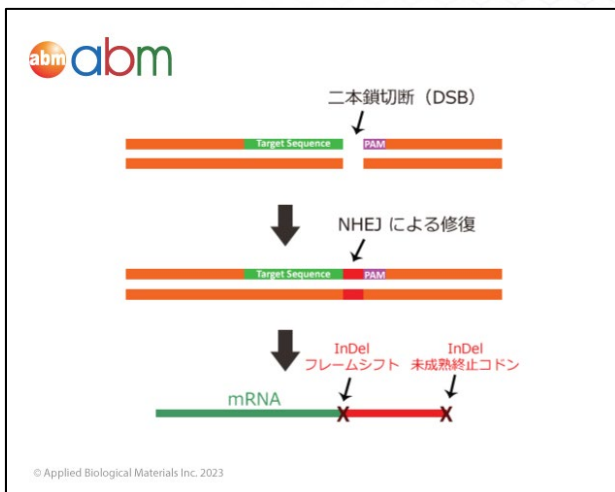 abm abm
二本鎖切断（DSB）
Target Sequence PAM
NHEJ による修復
Target Sequence PAM
InDel
フレームシフト
InDel
未成熟終止コドン
mRNA
© Applied Biological Materials Inc. 2023